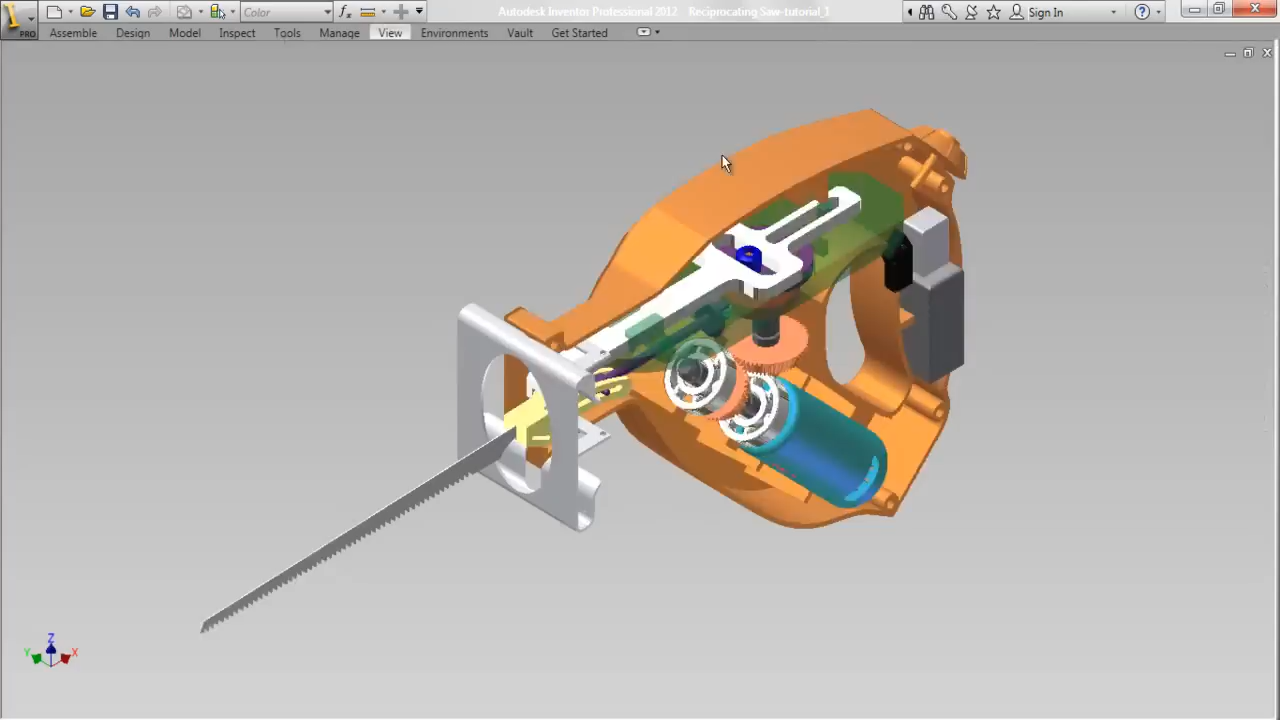 Color
Autodesk Inventor Professional 2012 Reciprocating Saw-tutorial_1
Sign In
PRO
Assemble Design Model Inspect Tools Manage View Environments Vault Get Started
Z
Y
X